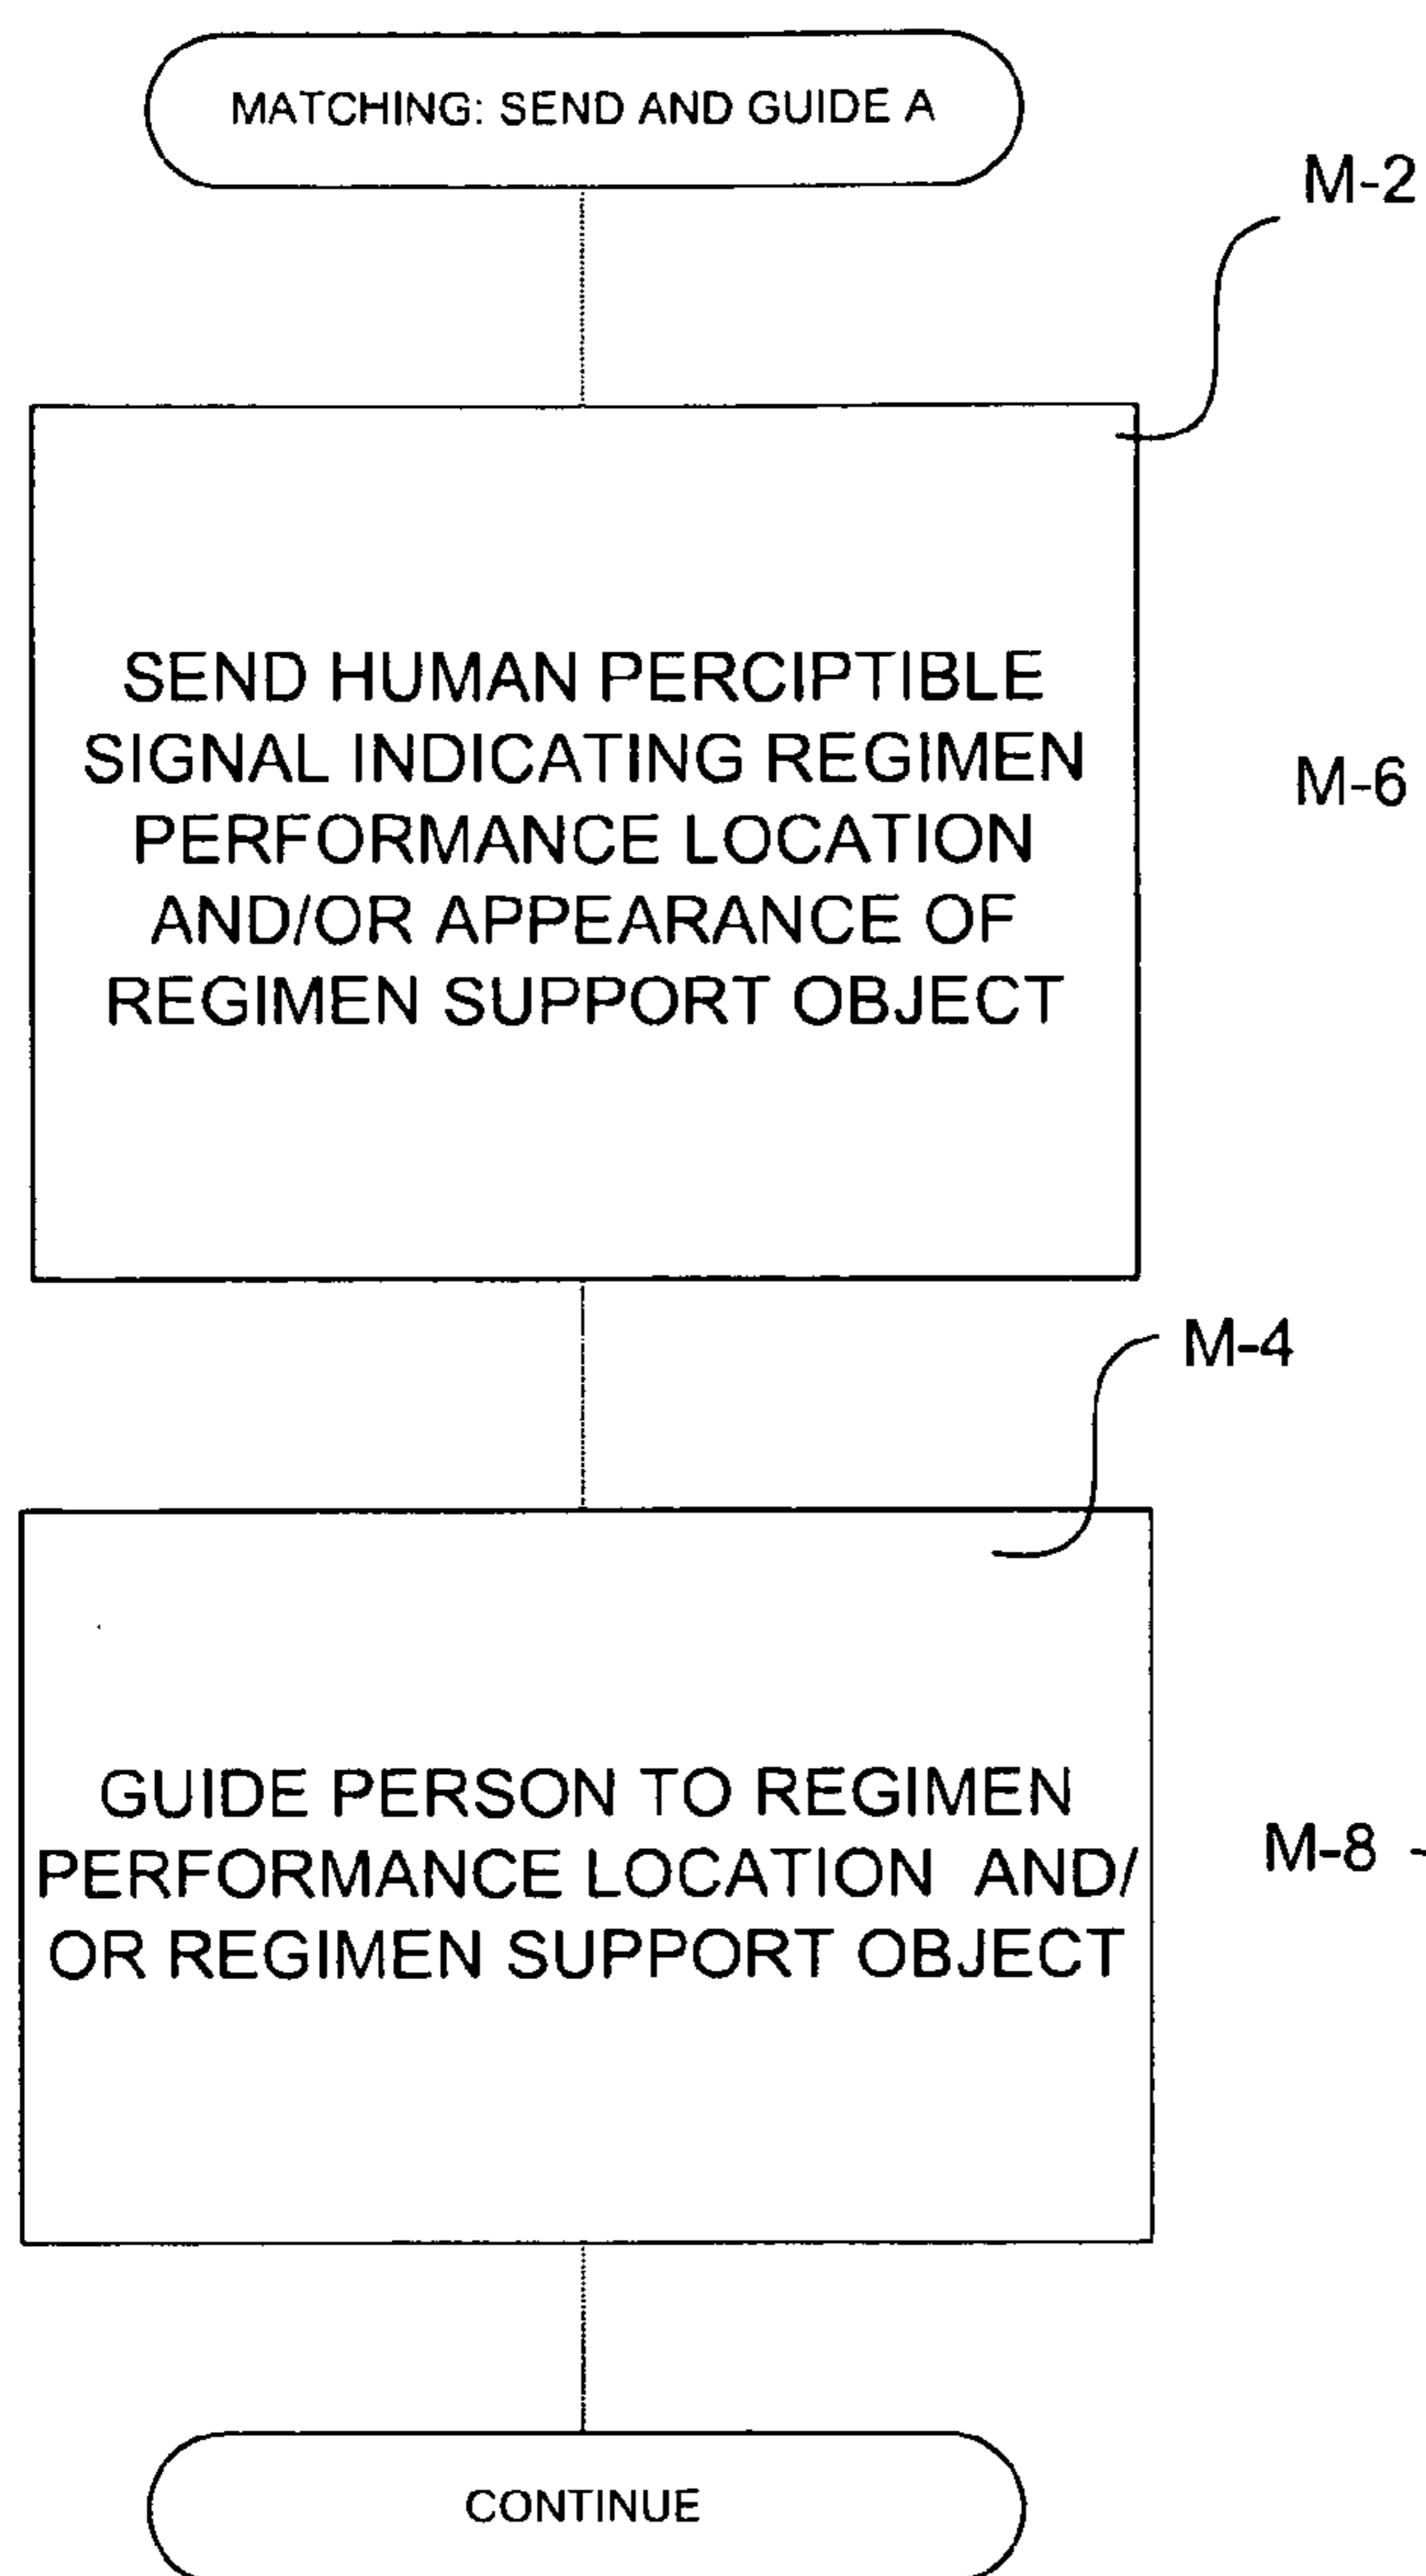 MATCHING: SEND AND GUIDE A
M-2
SEND HUMAN PERCIPTIBLE
SIGNAL INDICATING REGIMEN
PERFORMANCE LOCATION
AND/OR APPEARANCE OF
REGIMEN SUPPORT OBJECT
M-6
M-4
GUIDE PERSON TO REGIMEN
PERFORMANCE LOCATION AND/
OR REGIMEN SUPPORT OBJECT
M-8
CONTINUE